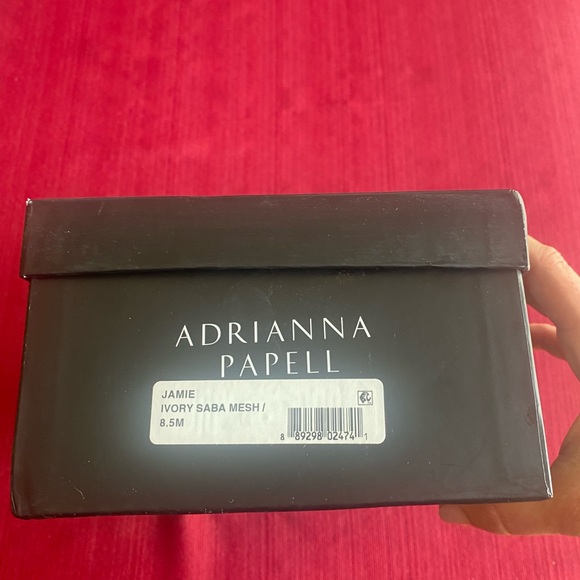 ADRIANNA
PAPELL
JAMIE
IVORY SABA MESH /
8.5M
8 89298 02474 1